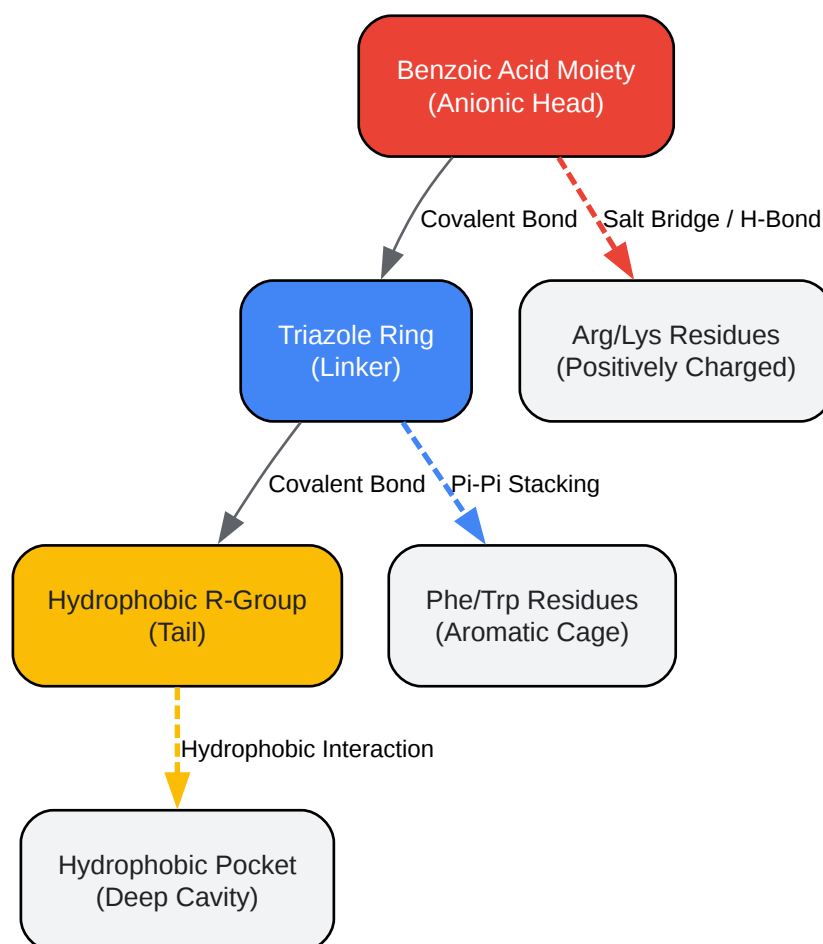 Benzoic Acid Moiety
(Anionic Head)
Covalent Bond
Salt Bridge / H-Bond
Triazole Ring
(Linker)
Arg/Lys Residues
(Positively Charged)
Covalent Bond
Pi-Pi Stacking
Hydrophobic R-Group
(Tail)
Phe/Trp Residues
(Aromatic Cage)
Hydrophobic Interaction
Hydrophobic Pocket
(Deep Cavity)